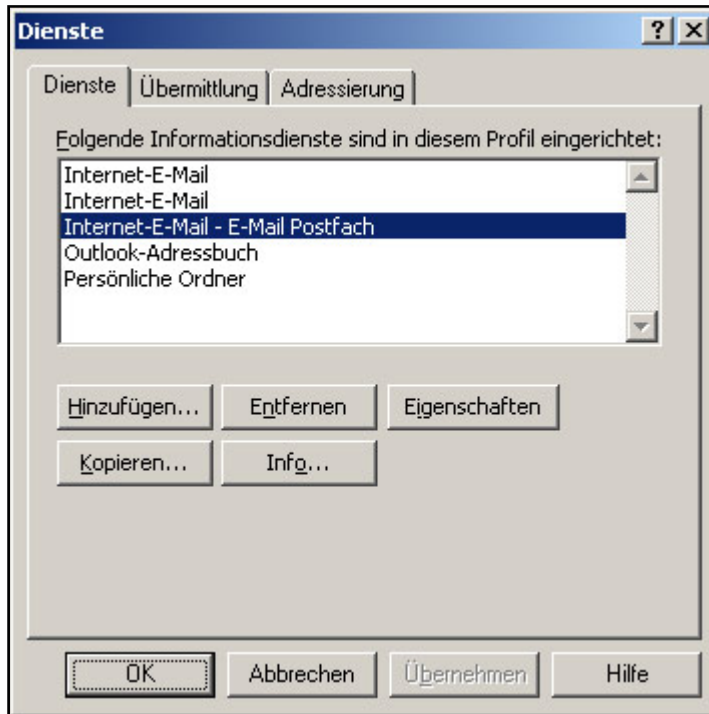 Dienste
Dienste Übermittlung Adressierung
Folgende Informationsdienste sind in diesem Profil eingerichtet:
Internet-E-Mail
Internet-E-Mail
Internet-E-Mail - E-Mail Postfach
Outlook-Adressbuch
Persönliche Ordner
Hinzufügen... Entfernen Eigenschaften
Kopieren... Info...
OK Abbrechen Übernehmen Hilfe